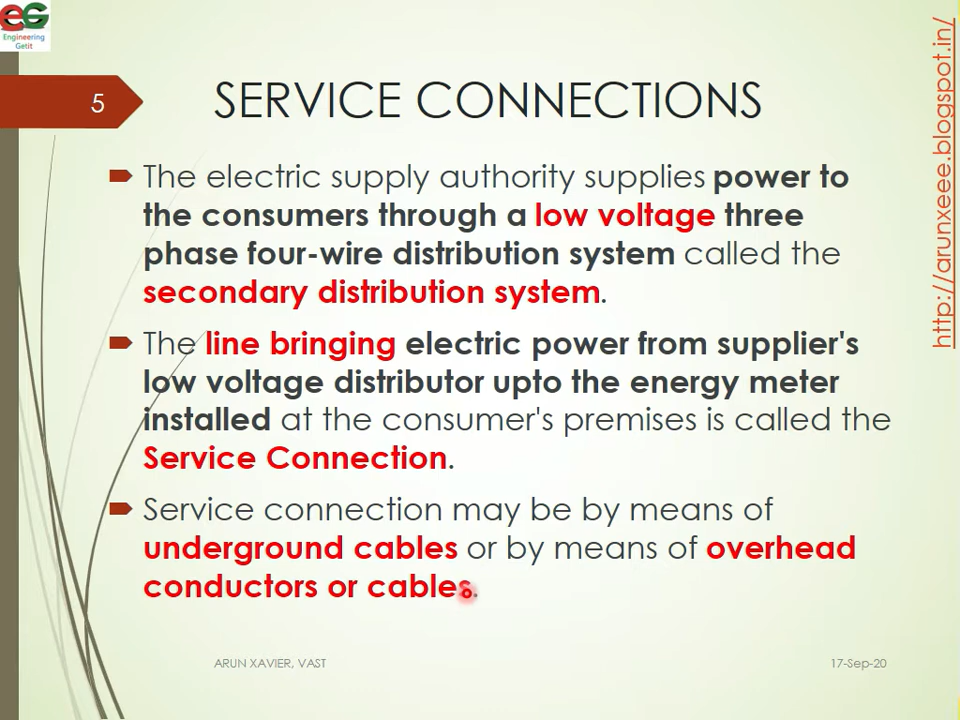 EG
Engineering
Getit
5
SERVICE CONNECTIONS
The electric supply authority supplies power to
the consumers through a low voltage three
phase four-wire distribution system called the
secondary distribution system.
The line bringing electric power from supplier's
low voltage distributor upto the energy meter
installed at the consumer's premises is called the
Service Connection.
Service connection may be by means of
underground cables or by means of overhead
conductors or cables.
ARUN XAVIER, VAST
17-Sep-20
http://arunxeee.blogspot.in/